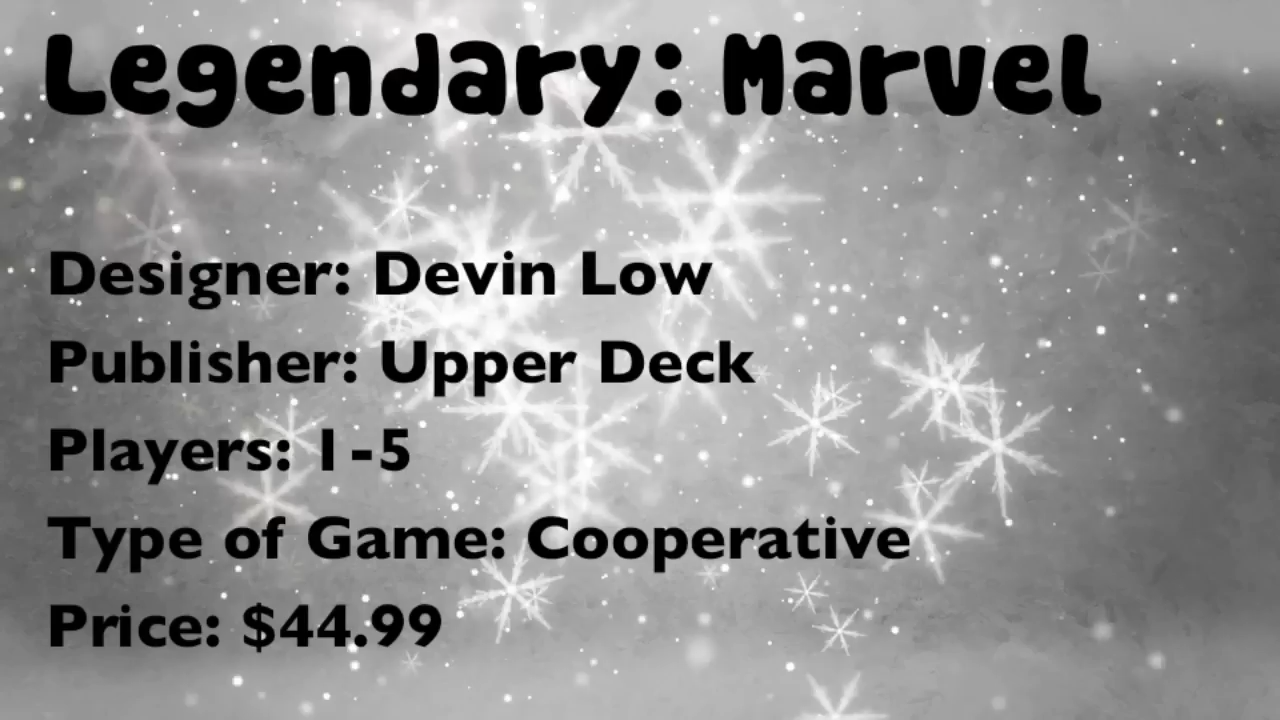 Legendary: Marvel
Designer: Devin Low
Publisher: Upper Deck
Players: 1-5
Type of Game: Cooperative
Price: $44.99